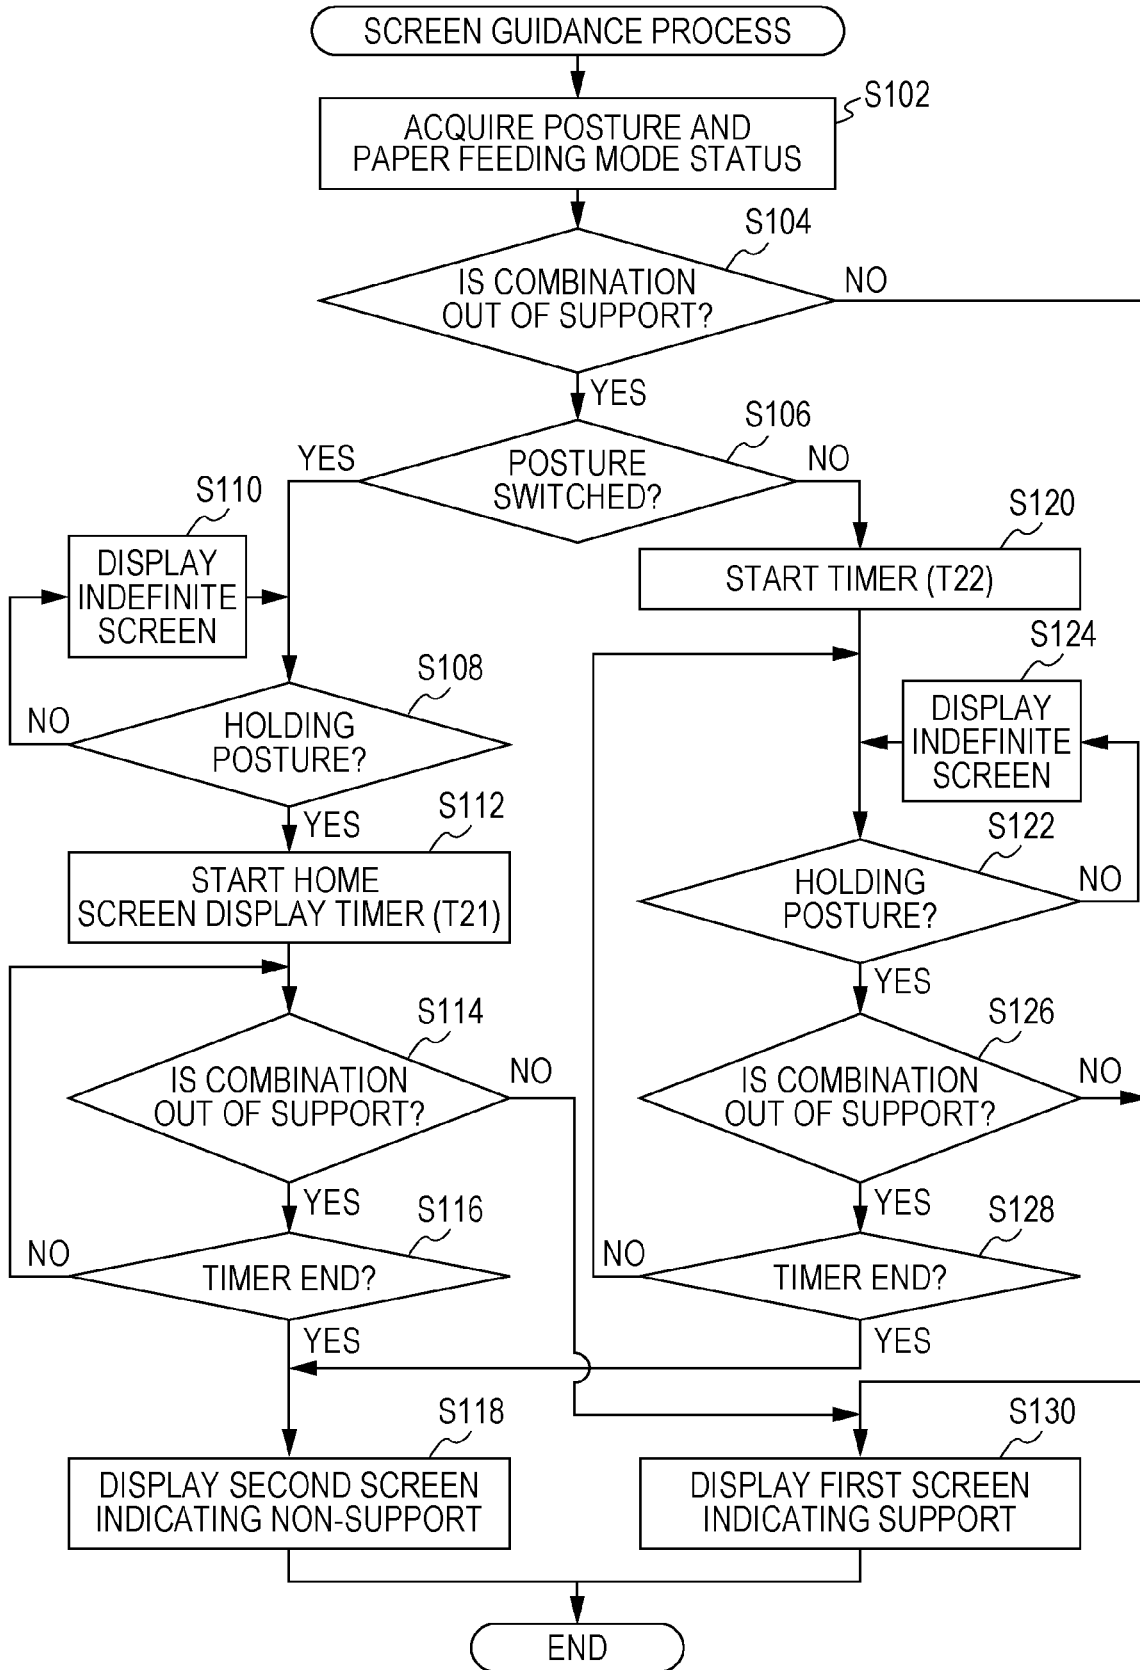 SCREEN GUIDANCE PROCESS
S102
ACQUIRE POSTURE AND
PAPER FEEDING MODE STATUS
S104
IS COMBINATION
OUT OF SUPPORT?
NO
YES
S106
YES
POSTURE
SWITCHED?
NO
S110
DISPLAY
INDEFINITE
SCREEN
S120
START TIMER (T22)
S108
NO
HOLDING
POSTURE?
YES
S124
DISPLAY
INDEFINITE
SCREEN
S112
START HOME
SCREEN DISPLAY TIMER (T21)
S122
HOLDING
POSTURE?
NO
YES
S114
IS COMBINATION
OUT OF SUPPORT?
NO
YES
S126
IS COMBINATION
OUT OF SUPPORT?
NO
YES
S116
NO
TIMER END?
YES
S128
NO
TIMER END?
YES
S118
DISPLAY SECOND SCREEN
INDICATING NON-SUPPORT
S130
DISPLAY FIRST SCREEN
INDICATING SUPPORT
END